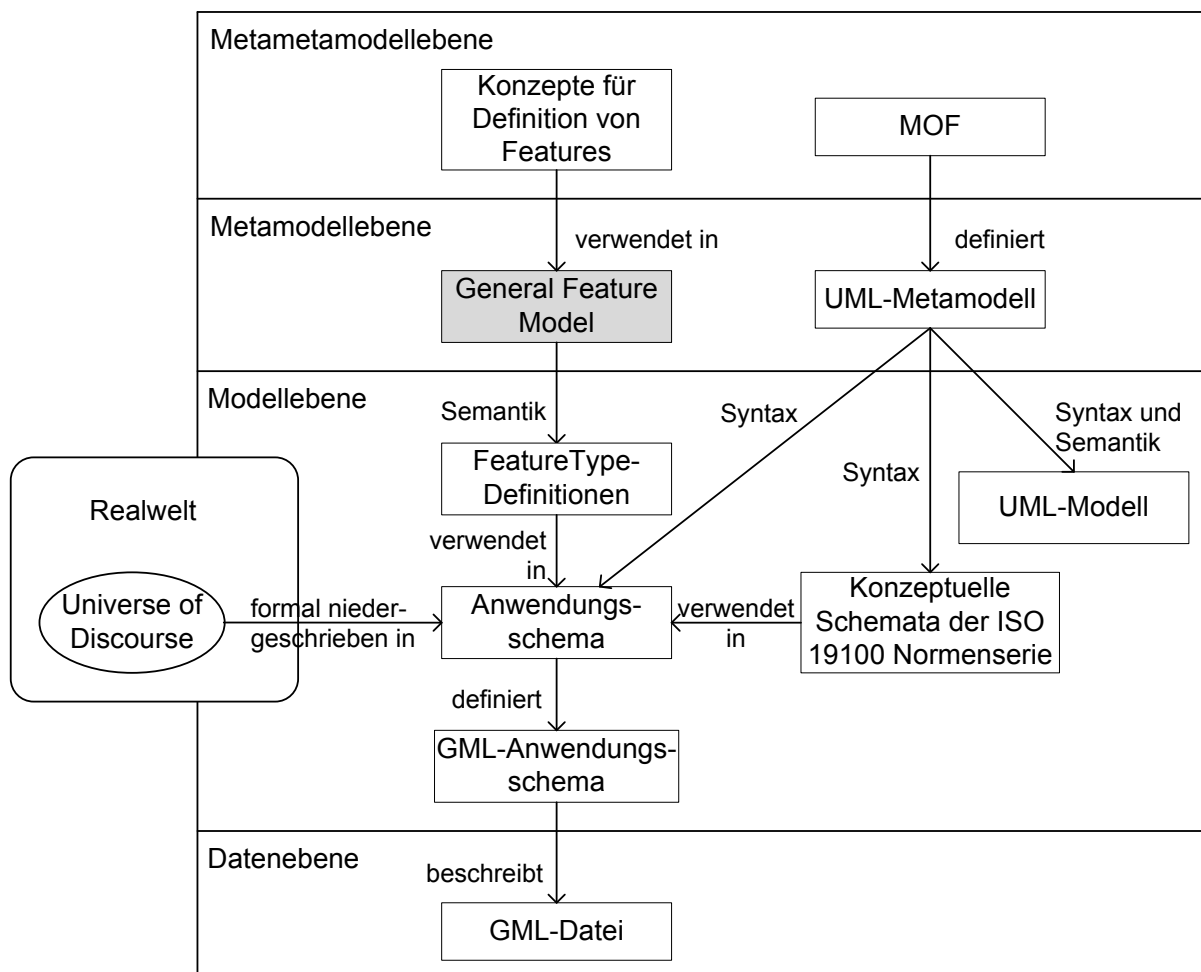 Metametamodellebene
Konzepte für
Definition von
Features
MOF
Metamodellebene
verwendet in
definiert
General Feature
Model
UML-Metamodell
Modellebene
Semantik
Syntax
Syntax und
Semantik
FeatureType-
Definitionen
Syntax
UML-Modell
Realwelt
verwendet
in
Universe of
Discourse
formal nieder-
geschrieben in
Anwendungs-
schema
verwendet
in
Konzeptuelle
Schemata der ISO
19100 Normenserie
definiert
GML-Anwendungs-
schema
Datenebene
beschreibt
GML-Datei